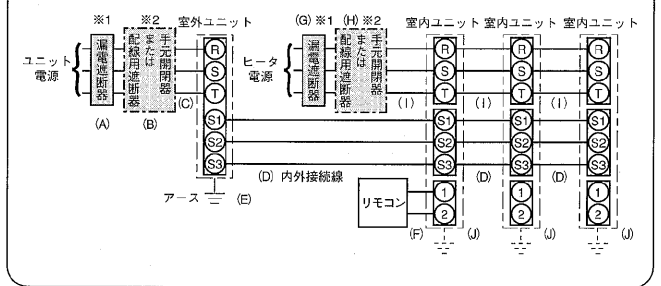 ※1 ※2 室外ユニット (G) ※1 (H) ※2 室内ユニット 室内ユニット 室内ユニット
ユニット
電源
漏電遮断器
配線用遮断器
または
手元開閉器
R
S
T
S1
S2
S3
(A)
(B)
(C)
アース
(E)
(D) 内外接続線
ヒータ
電源
漏電遮断器
配線用遮断器
または
手元開閉器
(I)
(I)
(I)
R
S
T
S1
S2
S3
1
2
R
S
T
S1
S2
S3
1
2
R
S
T
S1
S2
S3
1
2
(D)
(D)
リモコン
(F)
(J)
(J)
(J)